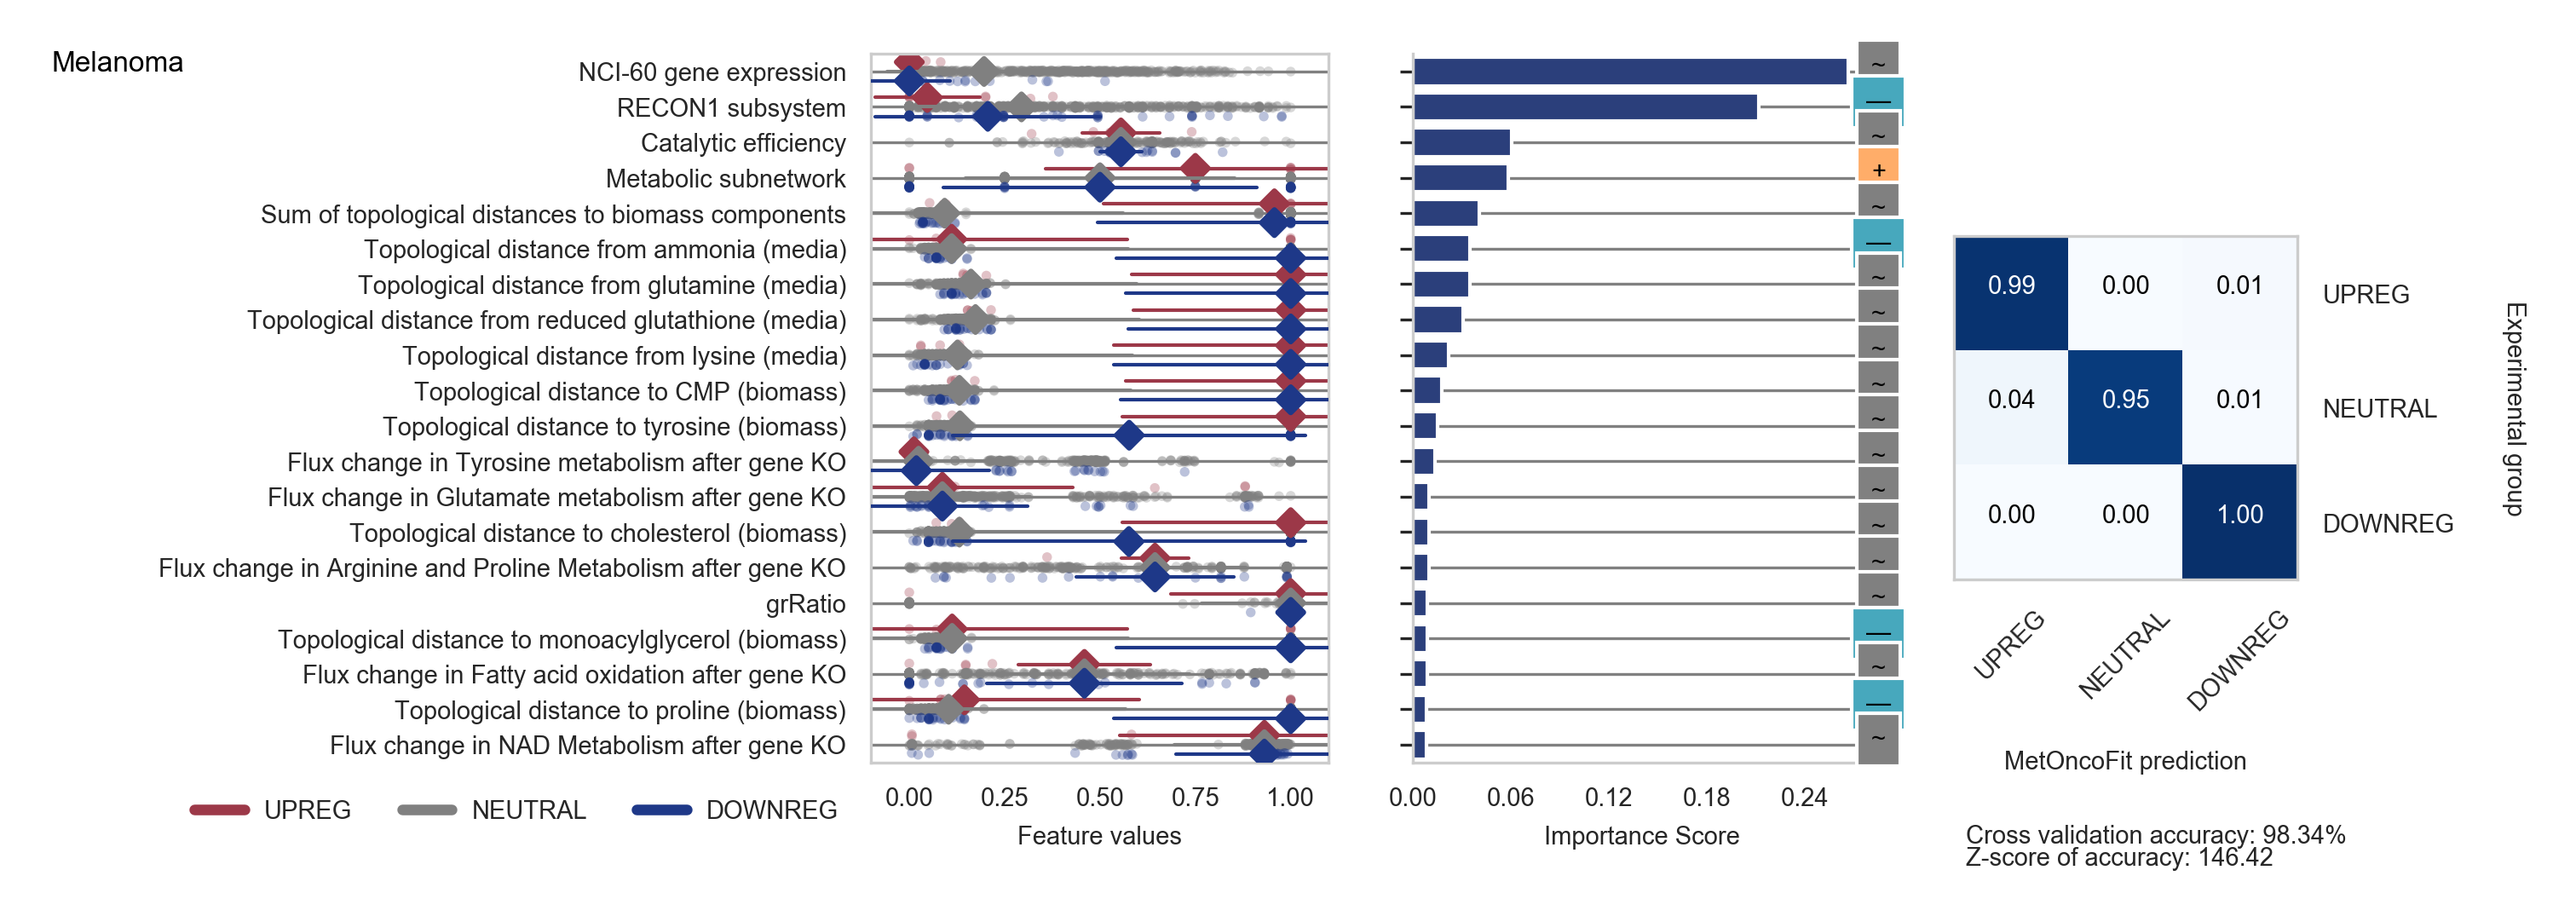 Melanoma
NCI-60 gene expression
RECON1 subsystem
Catalytic efficiency
Metabolic subnetwork
Sum of topological distances to biomass components
Topological distance from ammonia (media)
Topological distance from glutamine (media)
Topological distance from reduced glutathione (media)
Topological distance from lysine (media)
Topological distance to CMP (biomass)
Topological distance to tyrosine (biomass)
Flux change in Tyrosine metabolism after gene KO
Flux change in Glutamate metabolism after gene KO
Topological distance to cholesterol (biomass)
Flux change in Arginine and Proline Metabolism after gene KO
grRatio
Topological distance to monoacylglycerol (biomass)
Flux change in Fatty acid oxidation after gene KO
Topological distance to proline (biomass)
Flux change in NAD Metabolism after gene KO
UPREG NEUTRAL DOWNREG
0.00 0.25 0.50 0.75 1.00
Feature values
~
—
~
+
~
—
~
~
~
~
~
~
~
~
~
~
—
~
—
~
0.00 0.06 0.12 0.18 0.24
Importance Score
0.99 0.00 0.01 UPREG
0.04 0.95 0.01 NEUTRAL
0.00 0.00 1.00 DOWNREG
Experimental group
UPREG NEUTRAL DOWNREG
MetOncoFit prediction
Cross validation accuracy: 98.34%
Z-score of accuracy: 146.42